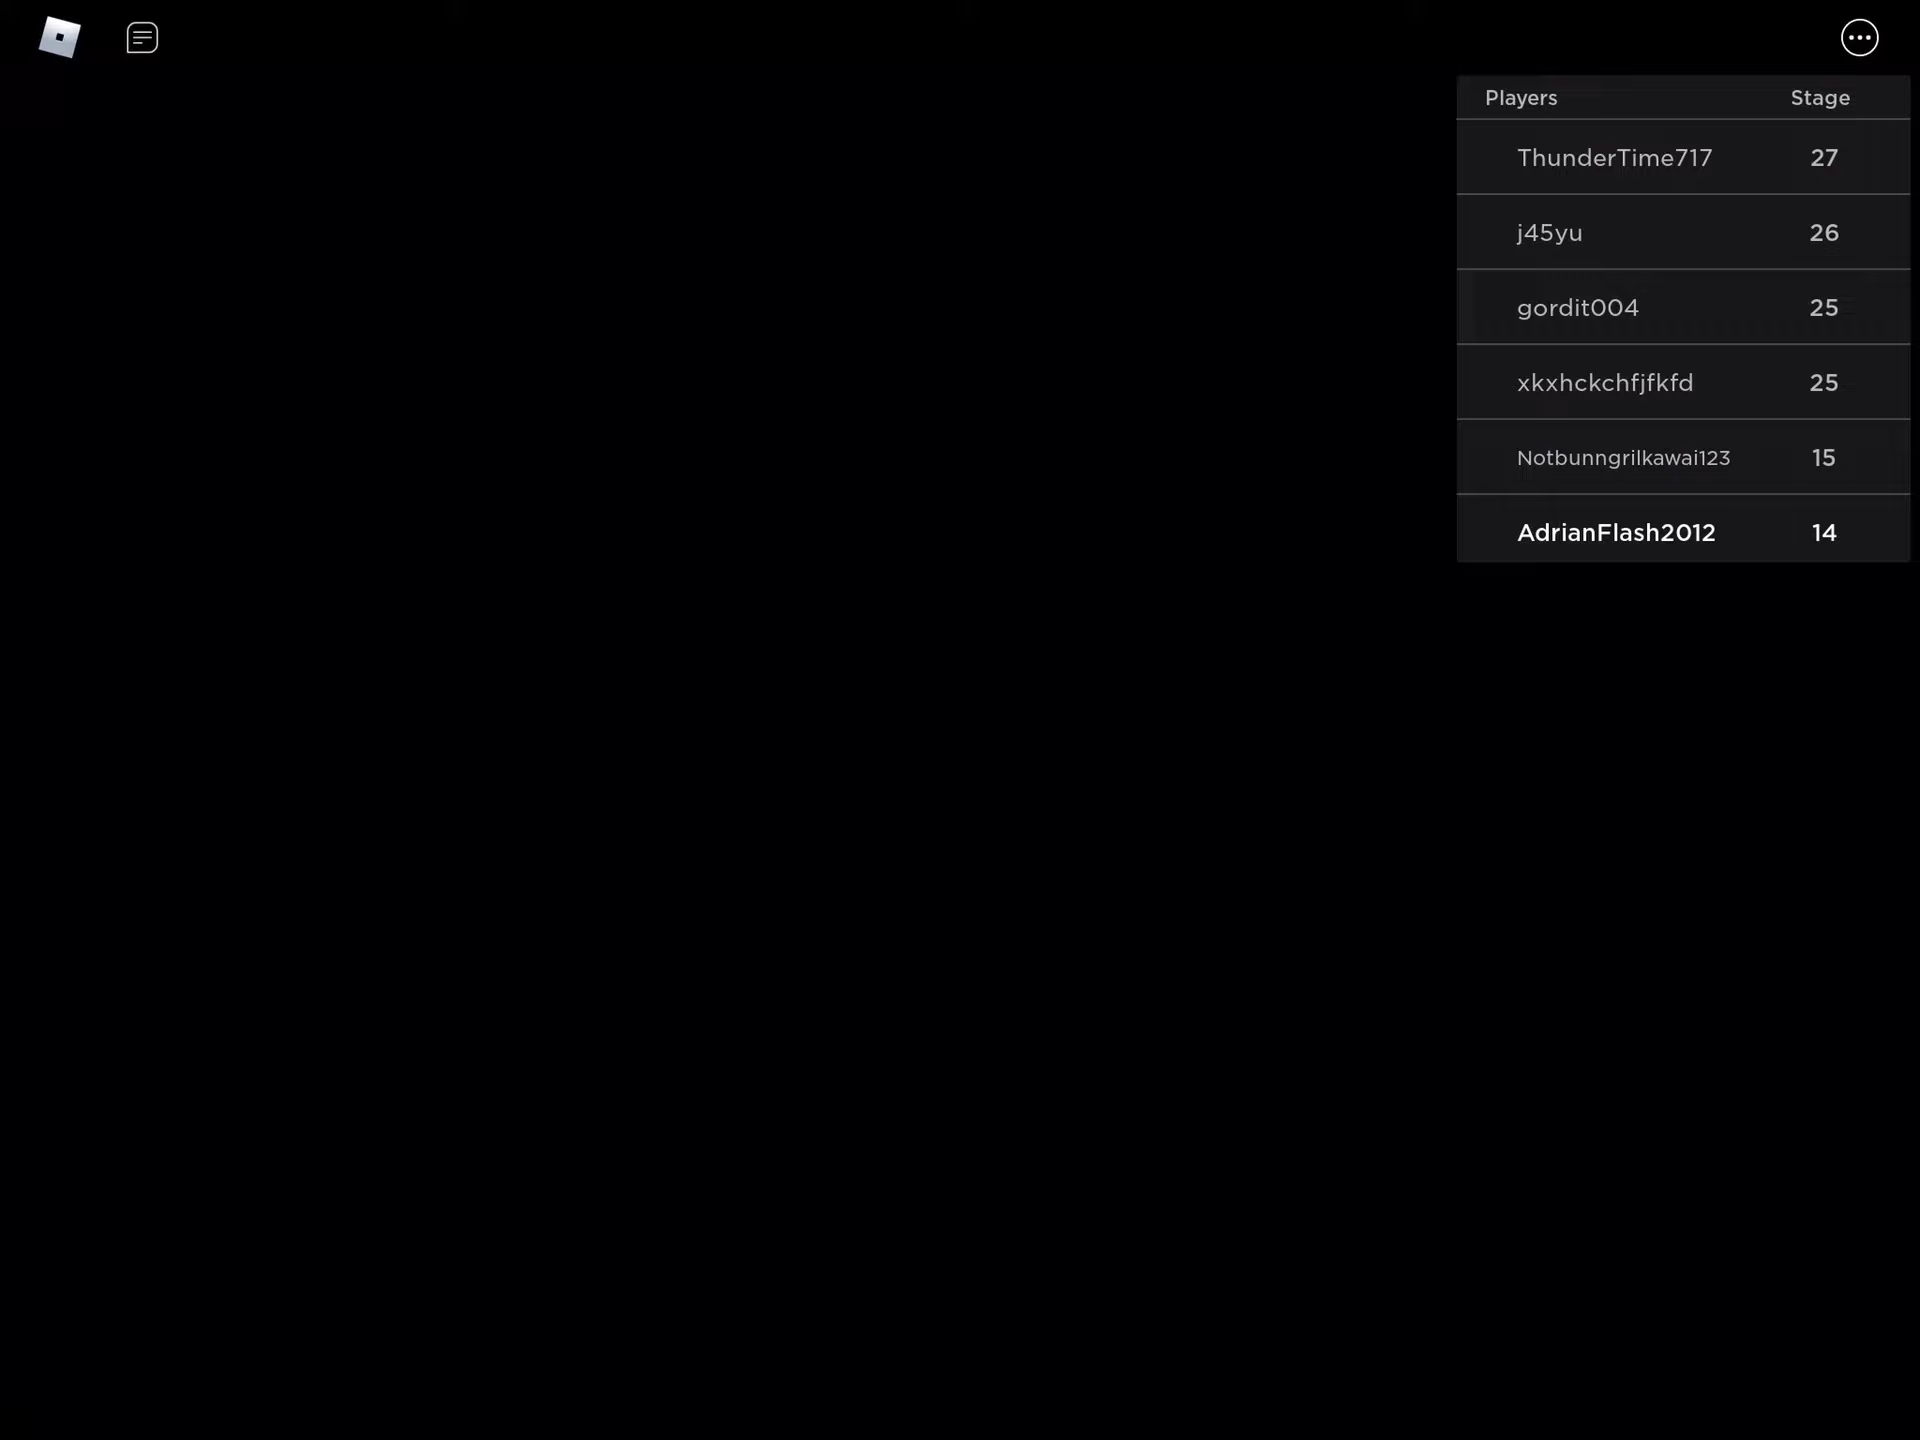 Players Stage
ThunderTime717 27
j45yu 26
gordit004 25
xkxhckchfjfkfd 25
Notbunngrilkawai123 15
AdrianFlash2012 14